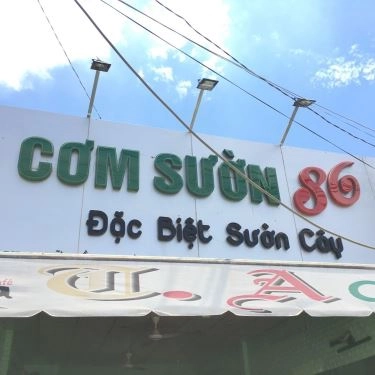 CƠM SƯỜN 86
Đặc Biệt Sườn Cây
T. A